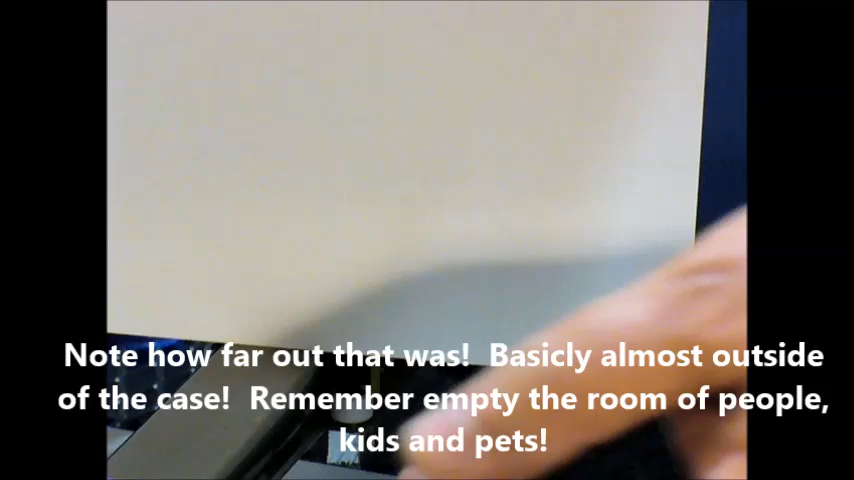 Note how far out that was!  Basicly almost outside
of the case!  Remember empty the room of people,
kids and pets!